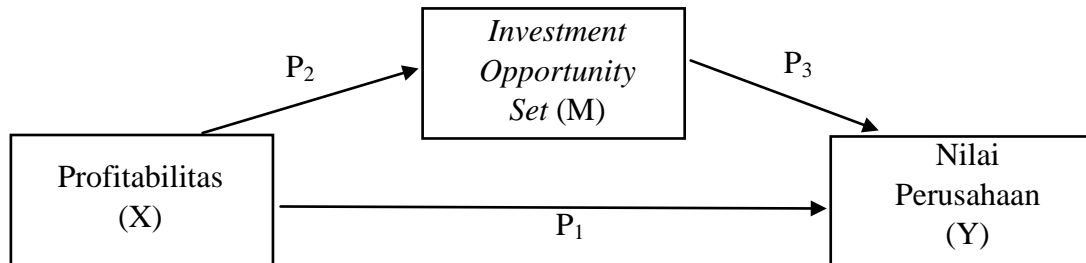 Investment
Opportunity
Set (M)
P2
P3
Profitabilitas
(X)
P1
Nilai
Perusahaan
(Y)